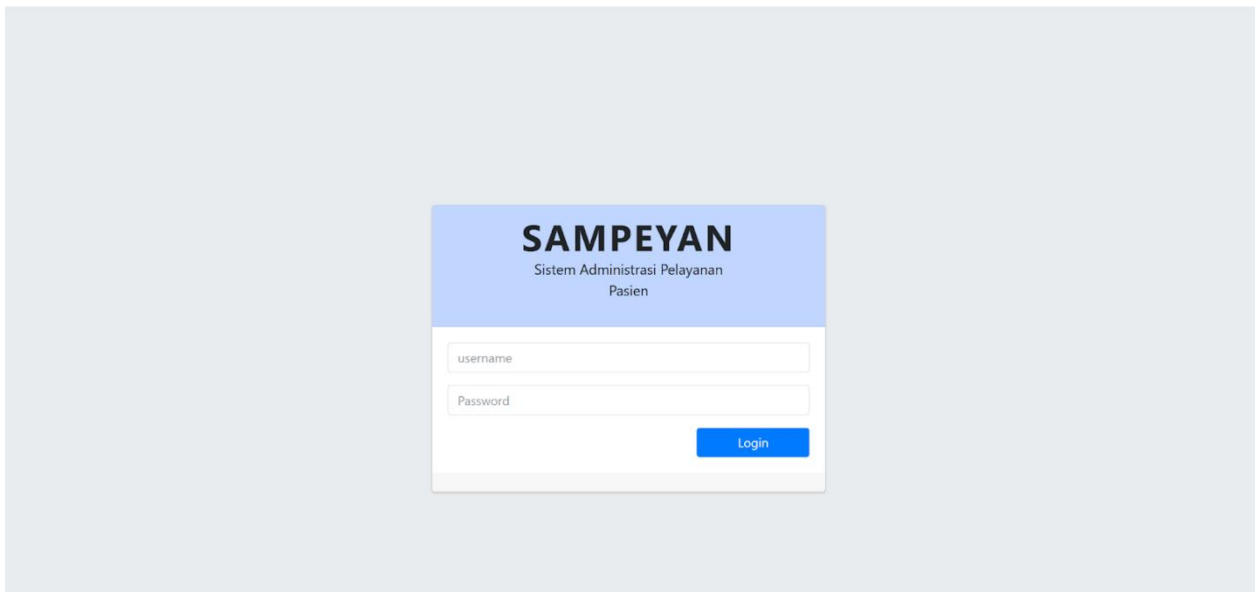 SAMPEYAN
Sistem Administrasi Pelayanan
Pasien
username
Password
Login